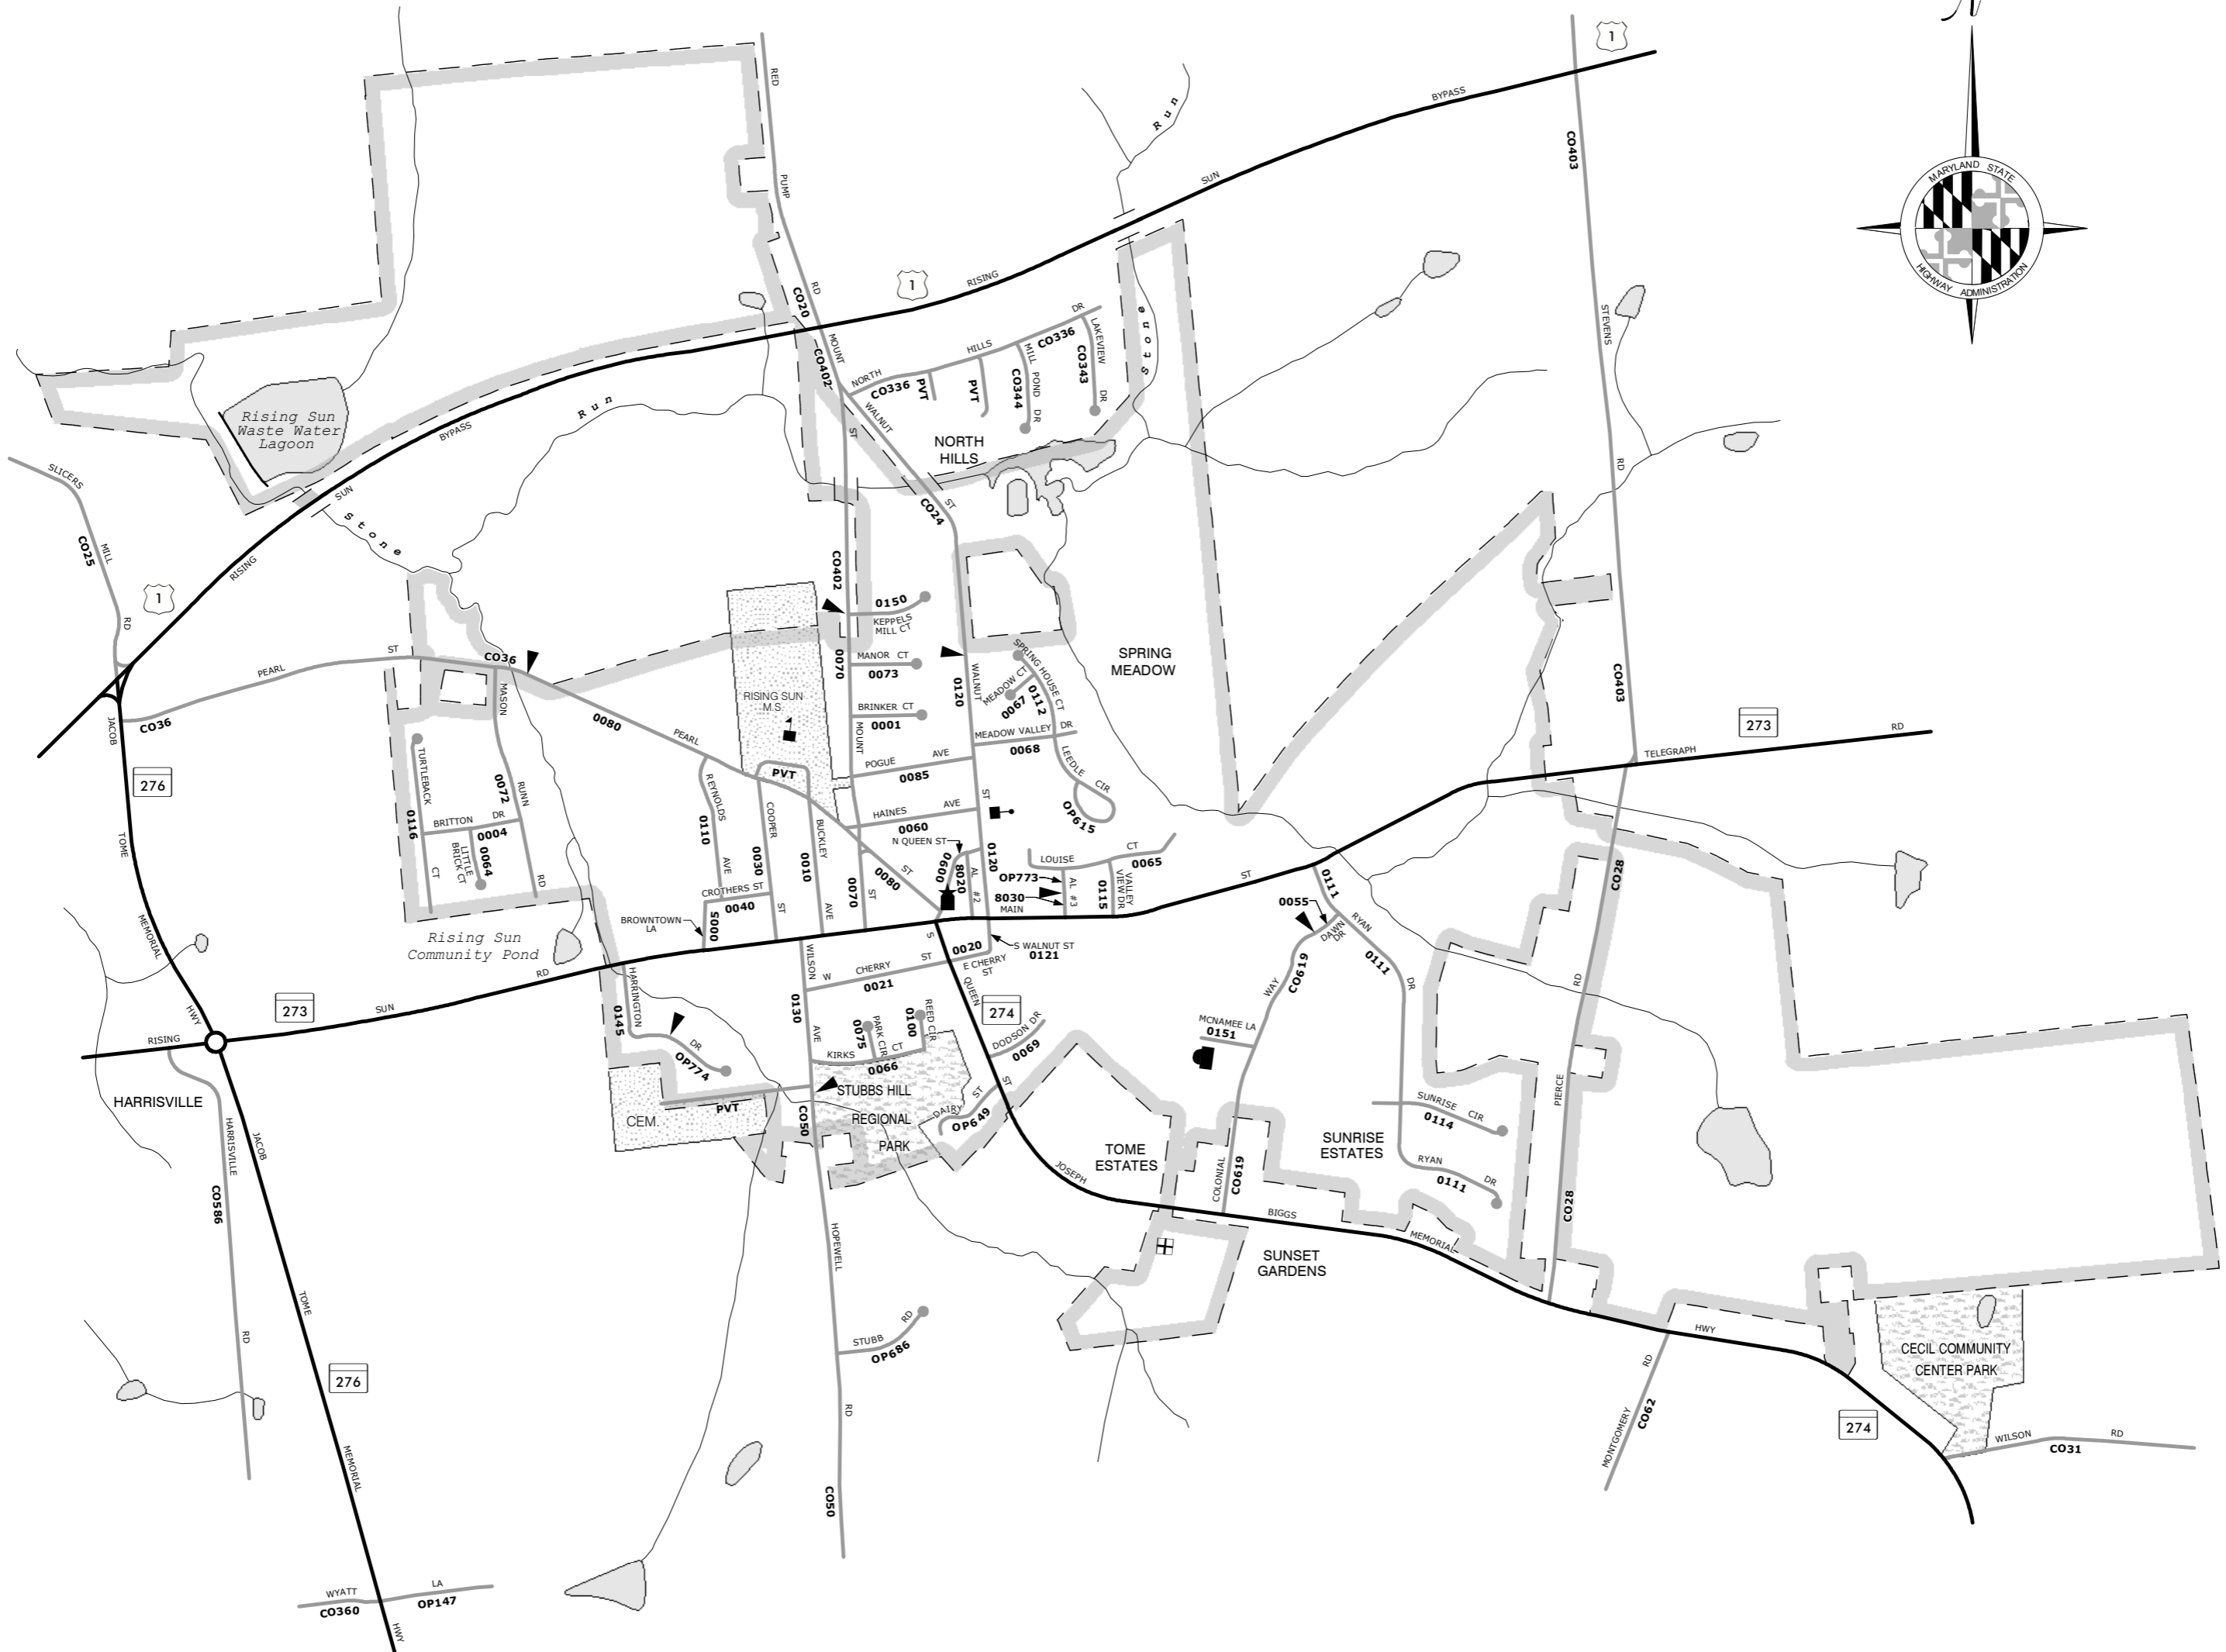 1
RED
PUMP
RD
CO20
BYPASS
SUN
RISING
1
Run
CO403
STEVENS
RD
CO403
MARYLAND STATE
HIGHWAY ADMINISTRATION
MOUNT
CO402
ST
NORTH
HILLS
DR
CO336
CO336
PVT
PVT
MILL POND DR
CO344
LAKEVIEW
DR
CO343
Stone
WALNUT
ST
CO24
NORTH
HILLS
Rising Sun
Waste Water
Lagoon
BYPASS
SUN
RISING
Run
Stone
SLICERS
MILL
RD
CO25
1
CO402
0150
KEPPELS
MILL CT
MANOR CT
0073
0070
BRINKER CT
0001
MOUNT
POGUE AVE
0085
HAINES AVE
0060
WALNUT
0120
ST
SPRING HOUSE CT
0112
MEADOW CT
0067
MEADOW VALLEY DR
0068
LEEDLE CIR
OP615
SPRING
MEADOW
RISING SUN
M.S.
PEARL
ST
CO36
CO36
0080
PEARL
JACOB
276
TOME
MEMORIAL
HWY
MASON
RUNN
RD
0072
TURTLEBACK
CT
0116
BRITTON DR
0004
LITTLE
BRICK CT
0064
Rising Sun
Community Pond
REYNOLDS
AVE
0110
COOPER
ST
0030
PVT
BUCKLEY
AVE
0010
CROTHERS ST
0040
BROWNTOWN
LA
0005
0070
ST
0080
ST
N QUEEN ST
0090
8020
AL #2
0120
LOUISE CT
0065
OP773
8030
AL #3
MAIN
ST
0115
VALLEY
VIEW DR
TELEGRAPH
RD
273
RISING
SUN
RD
273
HARRISVILLE
HARRINGTON
DR
0145
OP774
WILSON
AVE
0130
W CHERRY ST
0021
0020
E CHERRY
ST
S WALNUT ST
0121
S
QUEEN
ST
274
KIRKS CT
0066
PARK CIR
0075
REED CIR
0100
STUBBS HILL
REGIONAL
PARK
DODSON DR
0069
DAIRY ST
OP649
CEM.
PVT
CO50
HOPEWELL
RD
CO50
STUBB RD
OP686
0111
0055
DAWN
DR
RYAN
DR
0111
WAY
CO619
MCNAMEE LA
0151
COLONIAL
CO619
SUNRISE CIR
0114
SUNRISE
ESTATES
RYAN DR
0111
TOME
ESTATES
JOSEPH
BIGGS
MEMORIAL
HWY
SUNSET
GARDENS
CO28
RD
PIERCE
CO28
HARRISVILLE
RD
CO586
JACOB
TOME
MEMORIAL
HWY
276
WYATT LA
CO360
OP147
MONTGOMERY
RD
CO62
CECIL COMMUNITY
CENTER PARK
274
WILSON RD
CO31